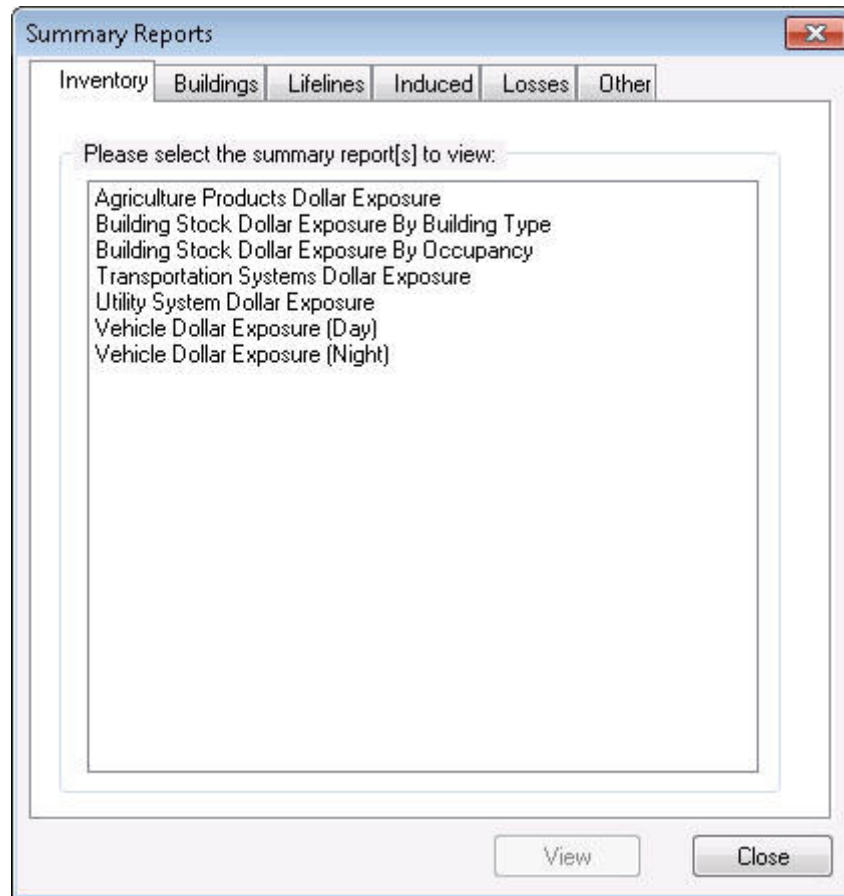 Summary Reports
Inventory Buildings Lifelines Induced Losses Other
Please select the summary report[s] to view:
Agriculture Products Dollar Exposure
Building Stock Dollar Exposure By Building Type
Building Stock Dollar Exposure By Occupancy
Transportation Systems Dollar Exposure
Utility System Dollar Exposure
Vehicle Dollar Exposure (Day)
Vehicle Dollar Exposure (Night)
View Close